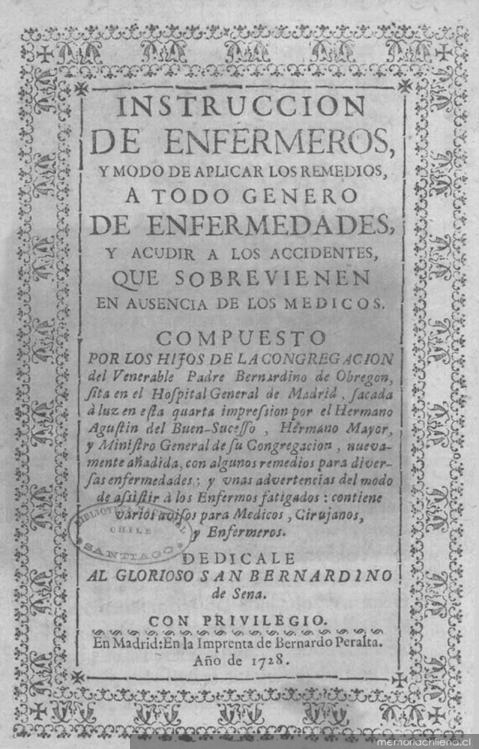 INSTRUCCION
DE ENFERMEROS,
Y MODO DE APLICAR LOS REMEDIOS,
A TODO GENERO
DE ENFERMEDADES,
Y ACUDIR A LOS ACCIDENTES,
QUE SOBREVIENEN
EN AUSENCIA DE LOS MEDICOS.
COMPUESTO
POR LOS HIJOS DE LA CONGREGACION
del Venerable Padre Bernardino de Obregon,
sita en el Hospital General de Madrid, sacada
à luz en esta quarta impression por el Hermano
Agustin del Buen-Sucesso, Hermano Mayor,
y Ministro General de su Congregacion, nueva-
mente añadida, con algunos remedios para diver-
sas enfermedades; y unas advertencias del modo
de assistir à los Enfermos fatigados: contiene
varios avisos para Medicos, Cirujanos,
y Enfermeros.
CHILE
SANTIAGO
DEDICALE
AL GLORIOSO SAN BERNARDINO
de Sena.
CON PRIVILEGIO.
En Madrid: En la Imprenta de Bernardo Peralta.
Año de 1728.
memoriachilena.cl